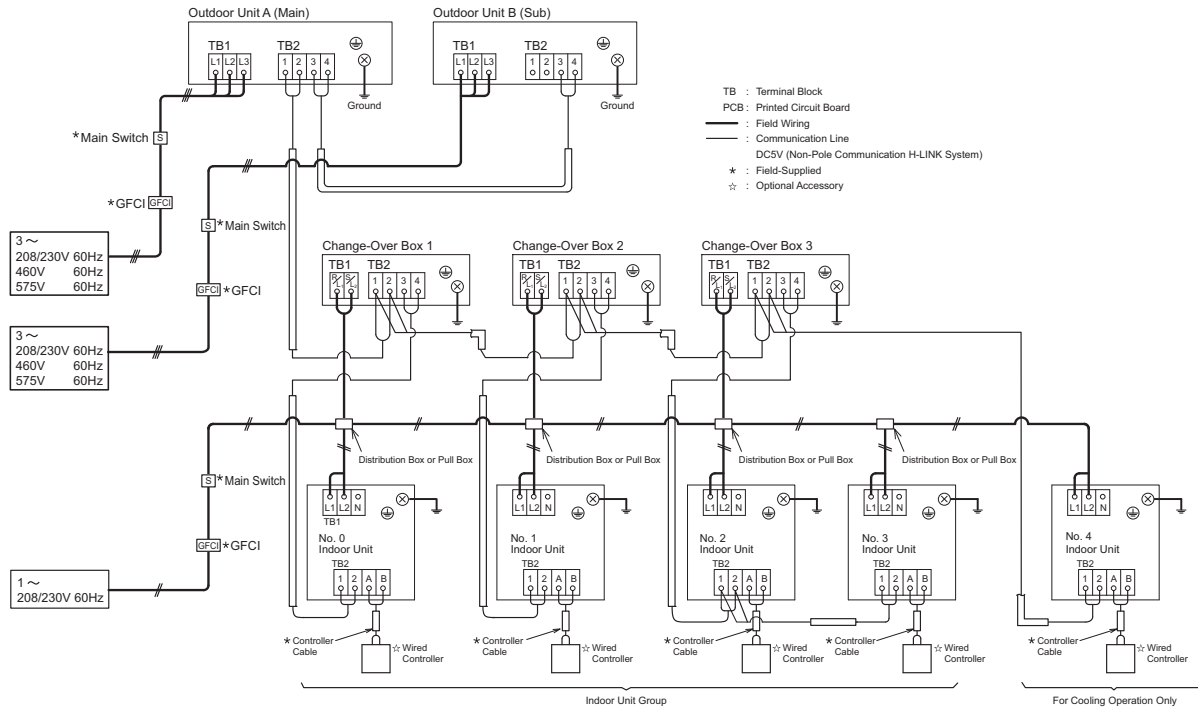 Outdoor Unit A (Main)
TB1
TB2
L1 L2 L3
1 2 3 4
Ground
Outdoor Unit B (Sub)
TB1
TB2
L1 L2 L3
1 2 3 4
Ground
TB : Terminal Block
PCB : Printed Circuit Board
: Field Wiring
: Communication Line
DC5V (Non-Pole Communication H-LINK System)
* : Field-Supplied
☆ : Optional Accessory
*Main Switch S
*GFCI GFCI
3~
208/230V 60Hz
460V 60Hz
575V 60Hz
S *Main Switch
GFCI *GFCI
3~
208/230V 60Hz
460V 60Hz
575V 60Hz
Change-Over Box 1
TB1
TB2
R/L1 S/L2
1 2 3 4
Change-Over Box 2
TB1
TB2
R/L1 S/L2
1 2 3 4
Change-Over Box 3
TB1
TB2
R/L1 S/L2
1 2 3 4
Distribution Box or Pull Box
Distribution Box or Pull Box
Distribution Box or Pull Box
Distribution Box or Pull Box
S *Main Switch
GFCI *GFCI
1~
208/230V 60Hz
L1 L2 N
TB1
No. 0
Indoor Unit
TB2
1 2 A B
* Controller
Cable
☆Wired
Controller
L1 L2 N
No. 1
Indoor Unit
TB2
1 2 A B
* Controller
Cable
☆Wired
Controller
L1 L2 N
No. 2
Indoor Unit
TB2
1 2 A B
* Controller
Cable
☆Wired
Controller
L1 L2 N
No. 3
Indoor Unit
TB2
1 2 A B
* Controller
Cable
☆Wired
Controller
L1 L2 N
No. 4
Indoor Unit
TB2
1 2 A B
* Controller
Cable
☆Wired
Controller
Indoor Unit Group
For Cooling Operation Only